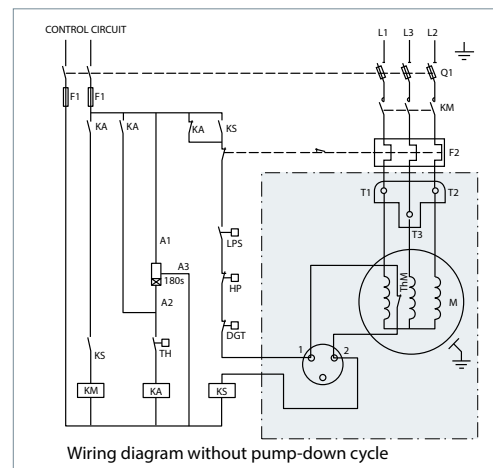 CONTROL CIRCUIT
L1 L3 L2
Q1
F1 F1
KM
KA KA KA KS
F2
T1 T2
T3
A1
LPS
A3
180s
HP
ThM
M
A2
DGT
1 2
KS TH
KM KA KS
Wiring diagram without pump-down cycle